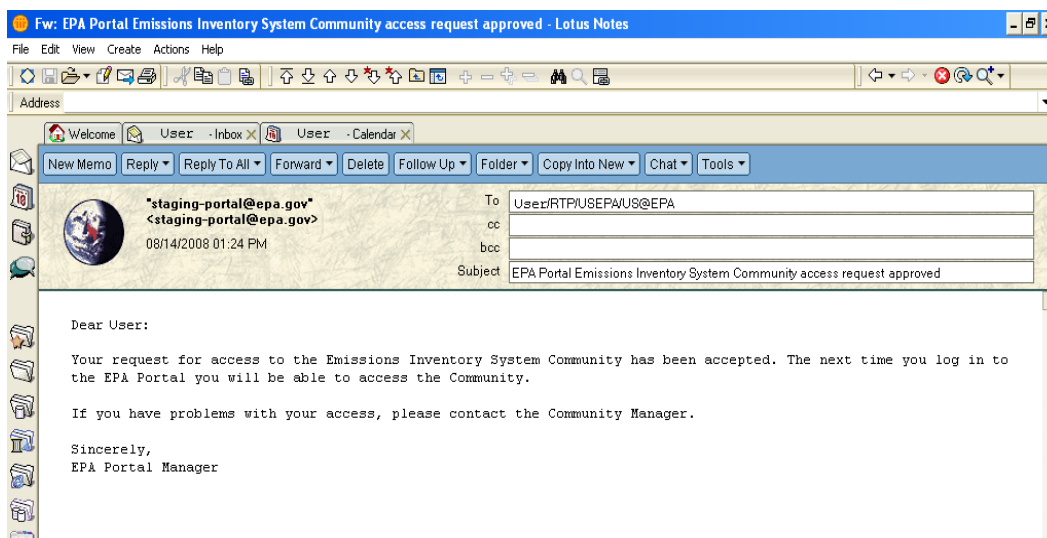 Fw: EPA Portal Emissions Inventory System Community access request approved - Lotus Notes
File Edit View Create Actions Help
Address
Welcome User - Inbox User - Calendar
New Memo Reply Reply To All Forward Delete Follow Up Folder Copy Into New Chat Tools
"staging-portal@epa.gov"
<staging-portal@epa.gov>
08/14/2008 01:24 PM
To User/RTP/USEPA/US@EPA
cc
bcc
Subject EPA Portal Emissions Inventory System Community access request approved
18
Dear User:
Your request for access to the Emissions Inventory System Community has been accepted. The next time you log in to
the EPA Portal you will be able to access the Community.
If you have problems with your access, please contact the Community Manager.
Sincerely,
EPA Portal Manager